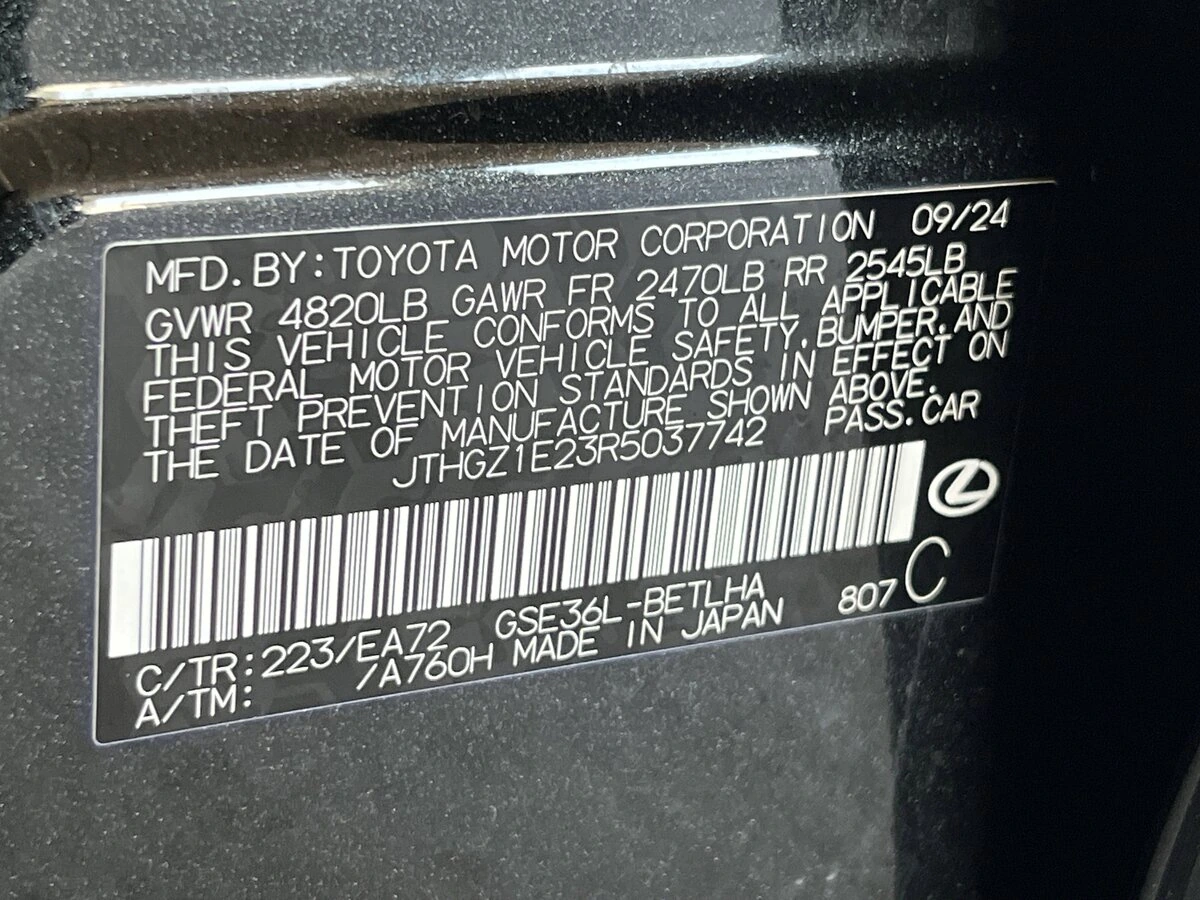 MFD. BY: TOYOTA MOTOR CORPORATION 09/24
GVWR 4820LB GAWR FR 2470LB RR 2545LB
THIS VEHICLE CONFORMS TO ALL APPLICABLE
FEDERAL MOTOR VEHICLE SAFETY, BUMPER, AND
THEFT PREVENTION STANDARDS IN EFFECT ON
THE DATE OF MANUFACTURE SHOWN ABOVE.
JTHGZ1E23R5037742 PASS. CAR
C/TR: 223/EA72 GSE36L-BETLHA 807 C
A/TM: /A760H MADE IN JAPAN